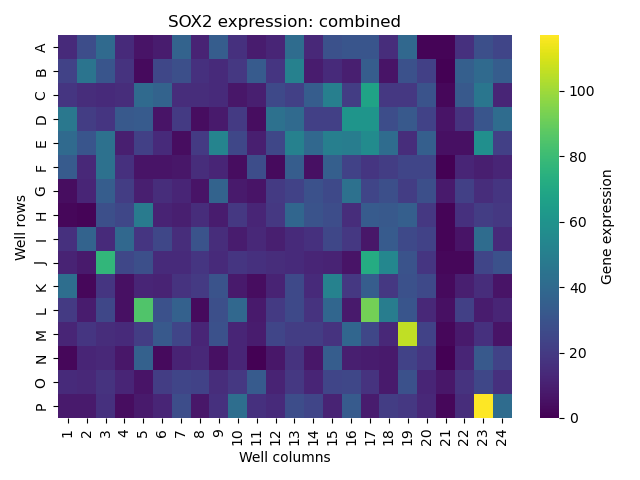 SOX2 expression: combined
A
B
C
D
E
F
G
H
I
J
K
L
M
N
O
P
Well rows
1 2 3 4 5 6 7 8 9 10 11 12 13 14 15 16 17 18 19 20 21 22 23 24
Well columns
100
80
60
40
20
0
Gene expression